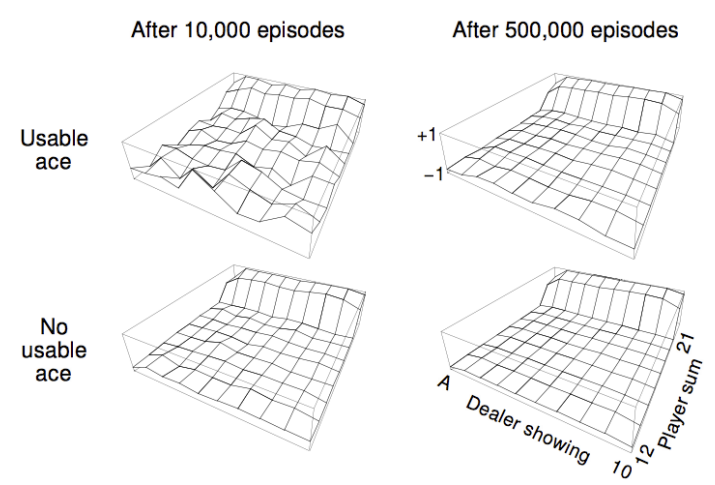 After 10,000 episodes
After 500,000 episodes
Usable
ace
+1
−1
No
usable
ace
A
Dealer showing
10
12
Player sum
21